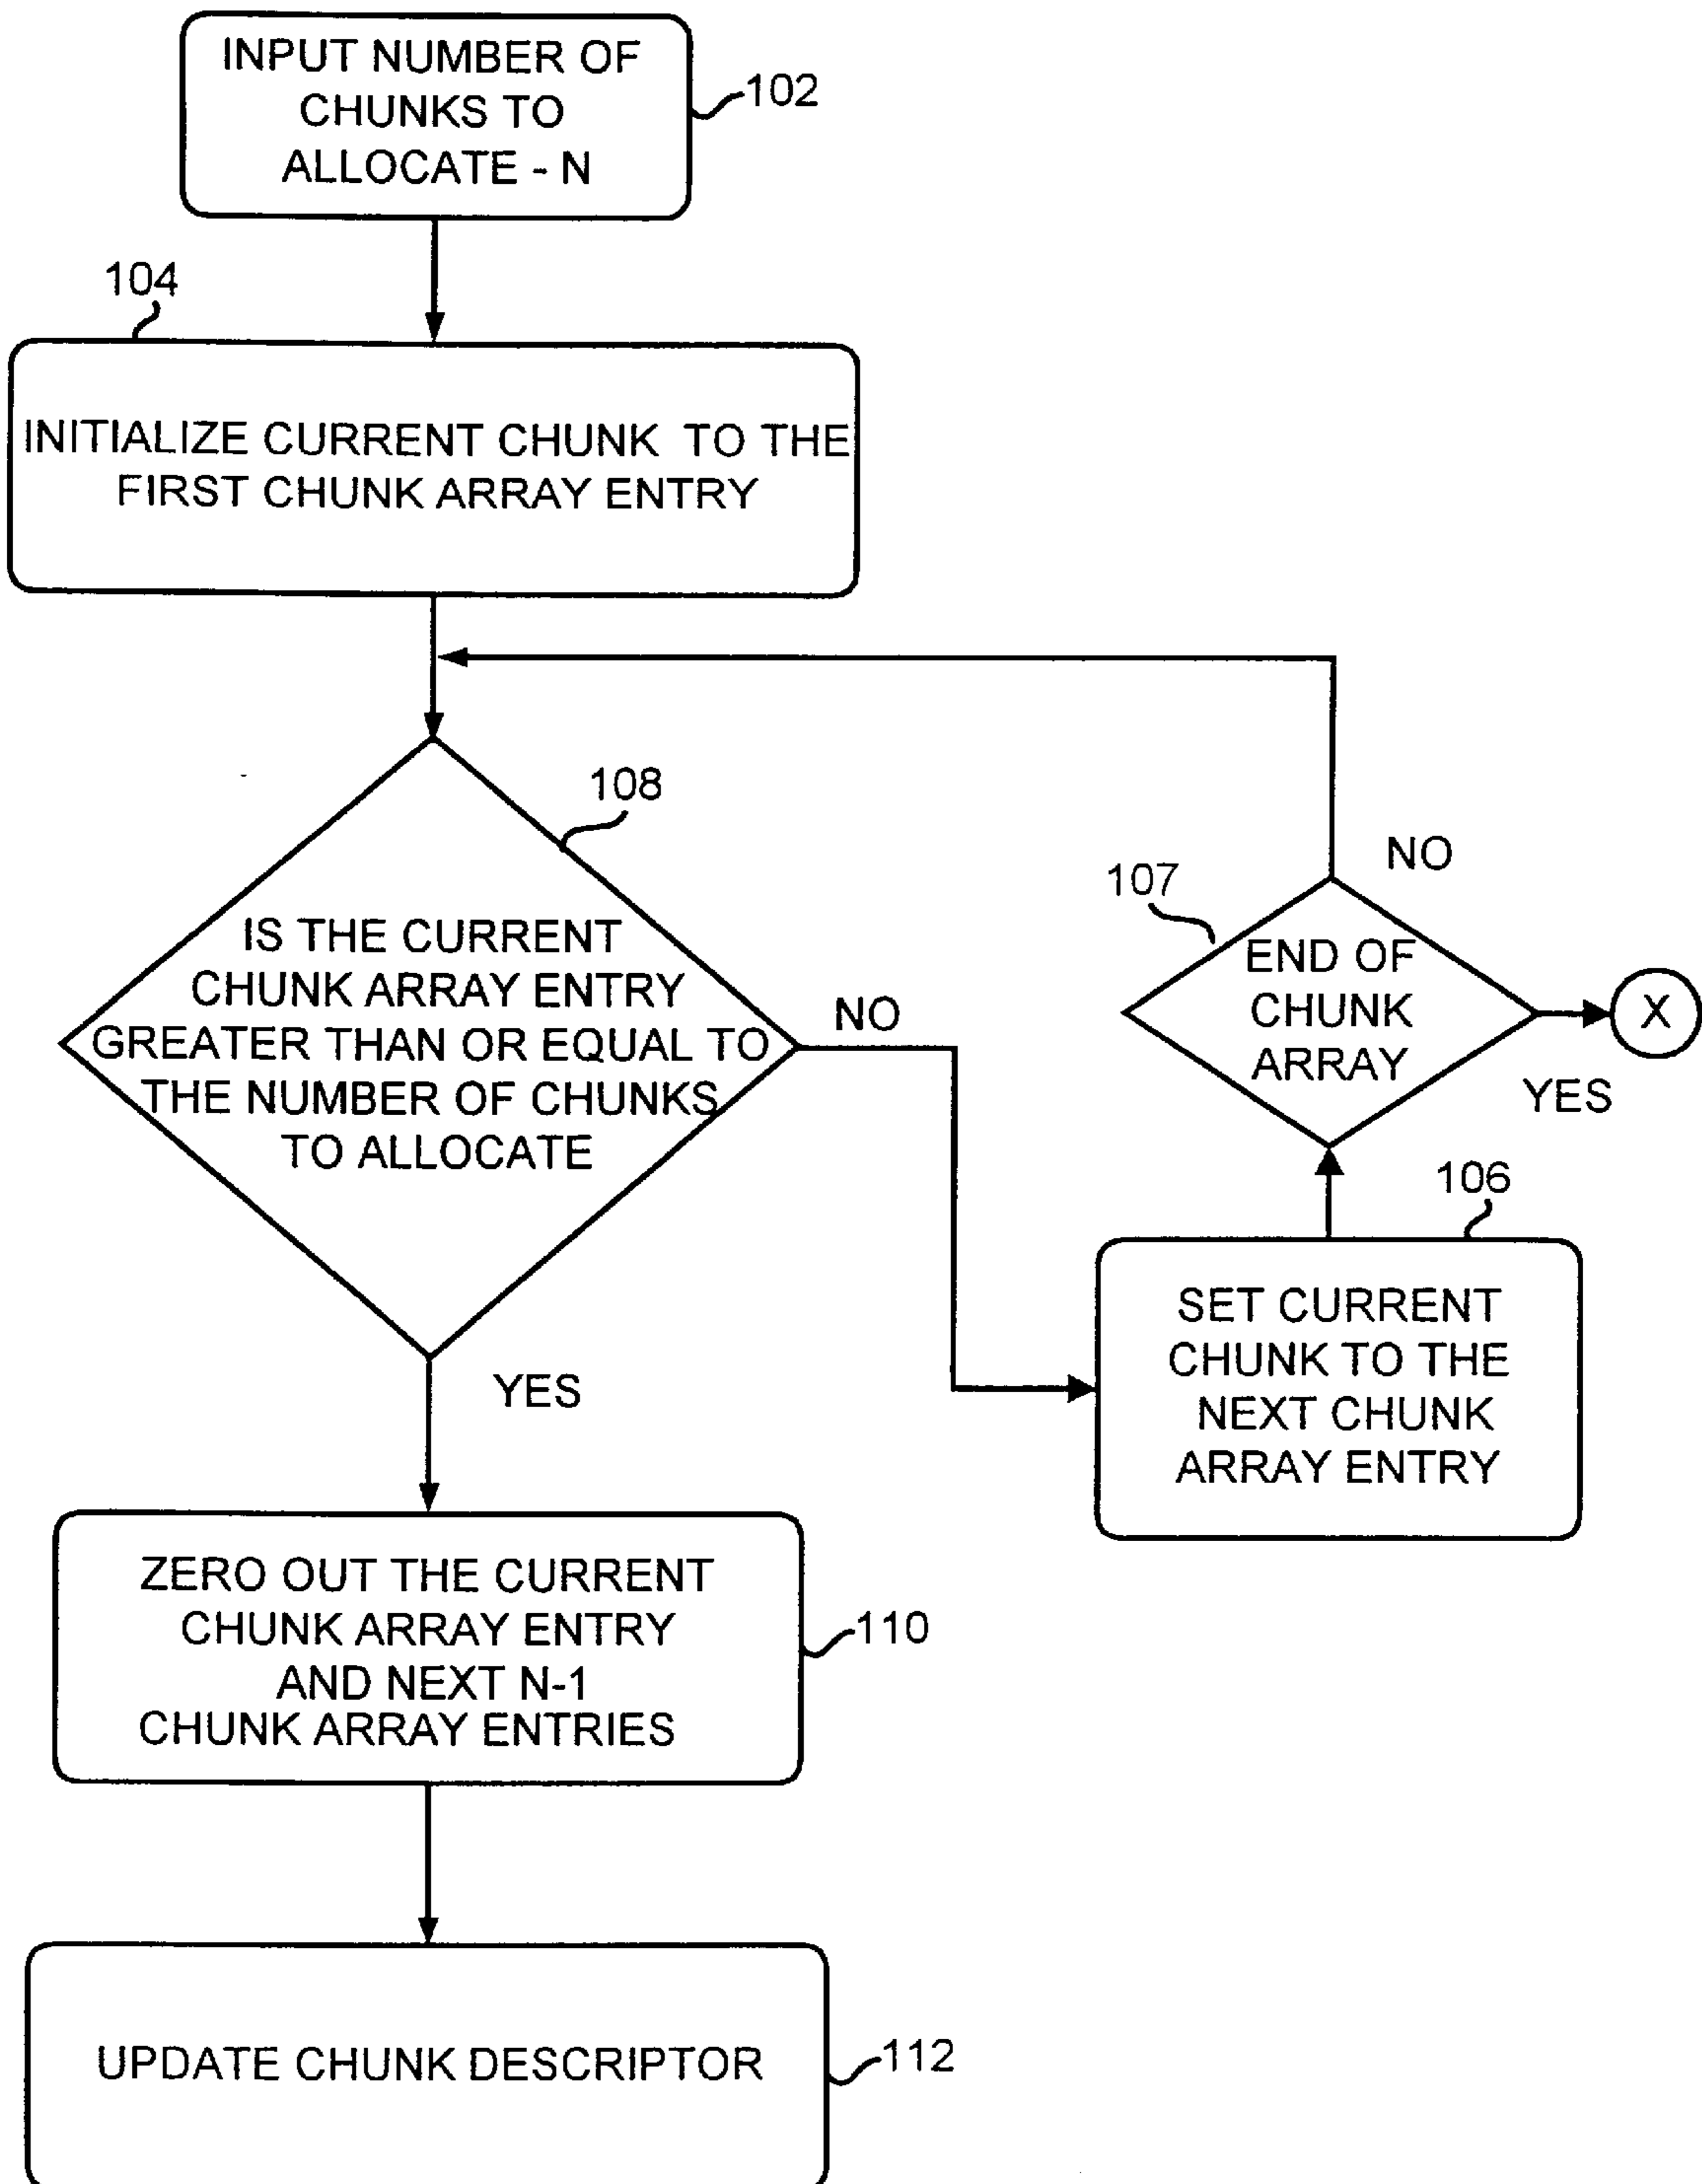 INPUT NUMBER OF
CHUNKS TO
ALLOCATE - N
102
104
INITIALIZE CURRENT CHUNK TO THE
FIRST CHUNK ARRAY ENTRY
108
IS THE CURRENT
CHUNK ARRAY ENTRY
GREATER THAN OR EQUAL TO
THE NUMBER OF CHUNKS
TO ALLOCATE
NO
YES
107
END OF
CHUNK
ARRAY
NO
YES
X
106
SET CURRENT
CHUNK TO THE
NEXT CHUNK
ARRAY ENTRY
ZERO OUT THE CURRENT
CHUNK ARRAY ENTRY
AND NEXT N-1
CHUNK ARRAY ENTRIES
110
UPDATE CHUNK DESCRIPTOR
112